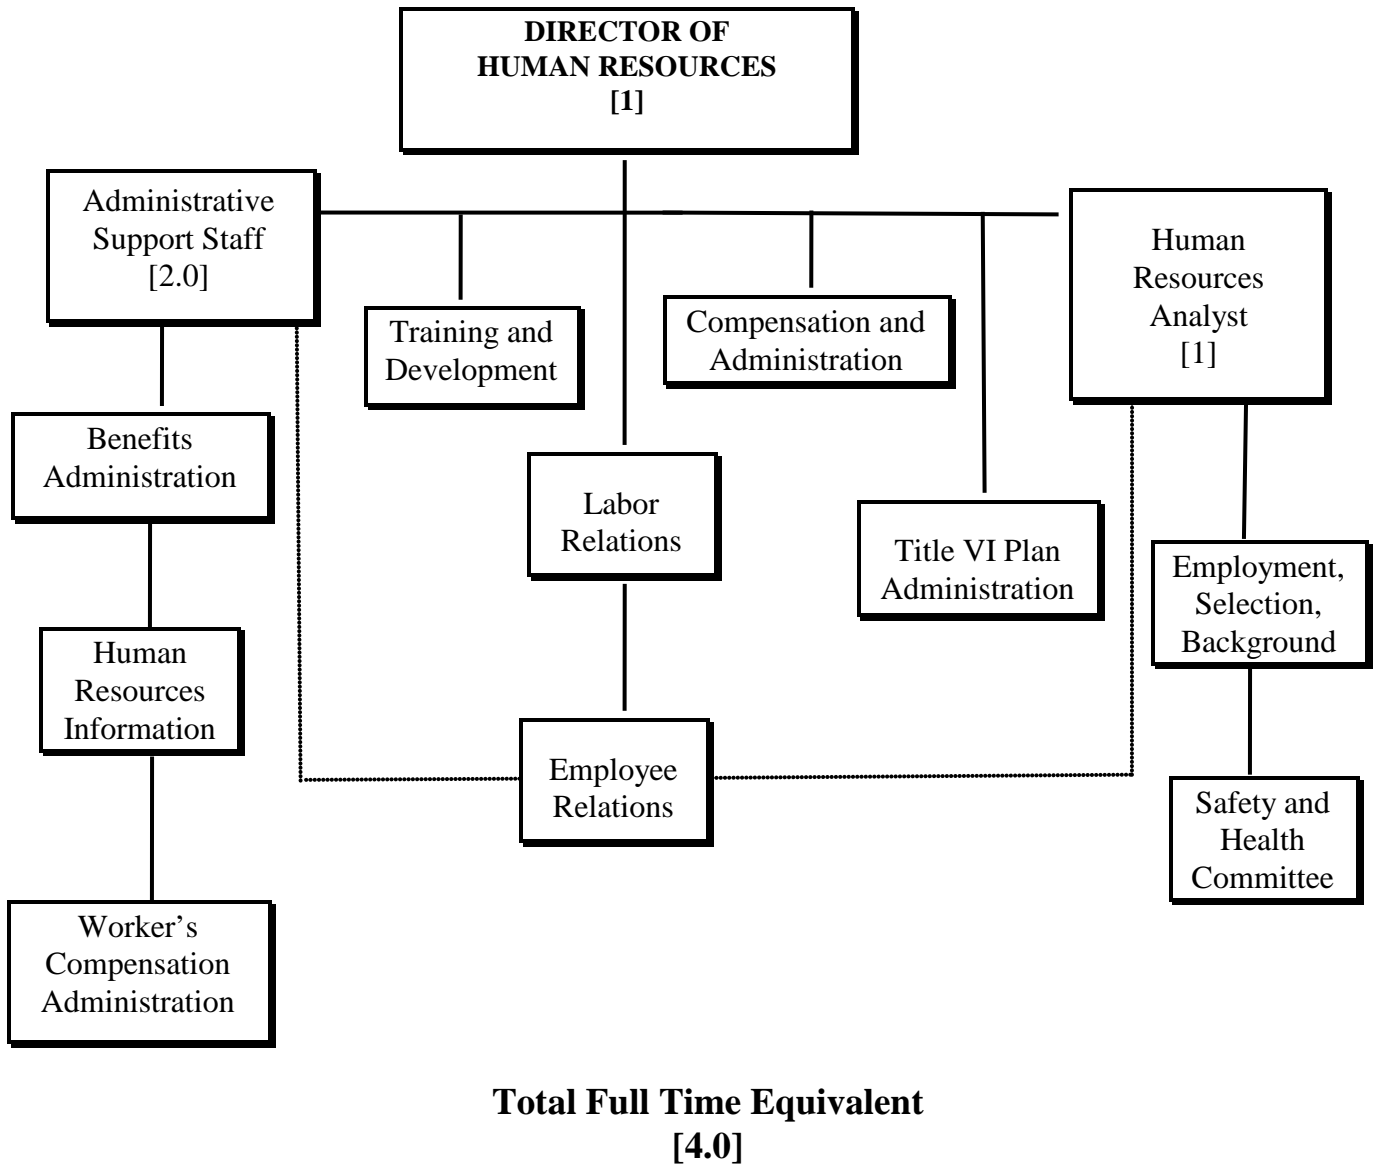 DIRECTOR OF
HUMAN RESOURCES
[1]
Administrative
Support Staff
[2.0]
Human
Resources
Analyst
[1]
Training and
Development
Compensation and
Administration
Benefits
Administration
Labor
Relations
Title VI Plan
Administration
Employment,
Selection,
Background
Human
Resources
Information
Employee
Relations
Safety and
Health
Committee
Worker’s
Compensation
Administration
Total Full Time Equivalent
[4.0]